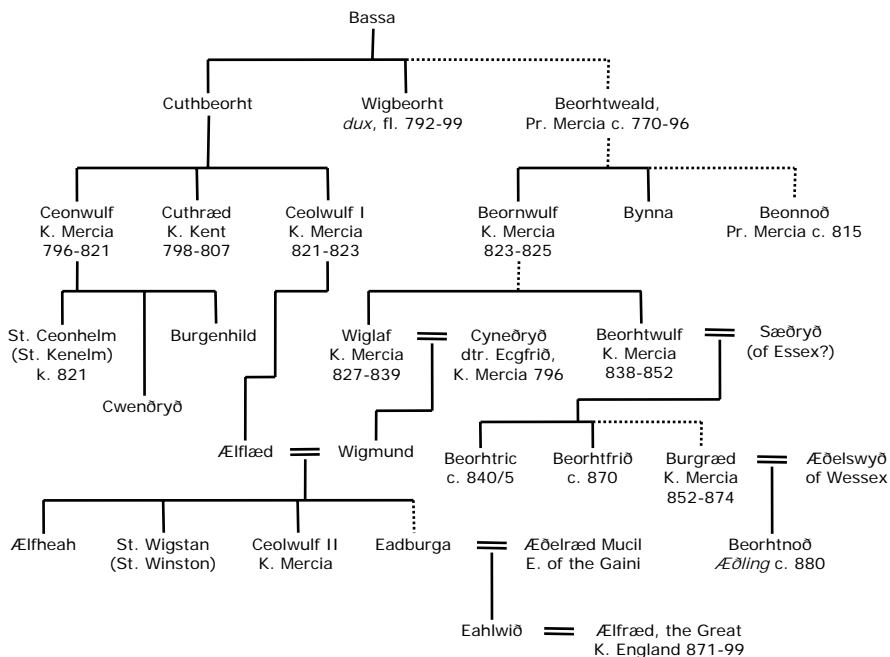 Bassa
Cuthbeorht
Wigbeorht
dux, fl. 792-99
Beorhtweald,
Pr. Mercia c. 770-96
Ceonwulf
K. Mercia
796-821
Cuthræd
K. Kent
798-807
Ceolwulf I
K. Mercia
821-823
Beornwulf
K. Mercia
823-825
Bynna
Beonnoð
Pr. Mercia c. 815
St. Ceonhelm
(St. Kenelm)
k. 821
Cwenðryð
Burgenhild
Wiglaf
K. Mercia
827-839
Cyneðryð
dtr. Ecgfrið,
K. Mercia 796
Beorhtwulf
K. Mercia
838-852
Sæðryð
(of Essex?)
Ælflæd
Wigmund
Beorhtric
c. 840/5
Beorhtfrið
c. 870
Burgræd
K. Mercia
852-874
Æðelswyð
of Wessex
Ælfheah
St. Wigstan
(St. Winston)
Ceolwulf II
K. Mercia
Eadburga
Æðelræd Mucil
E. of the Gaini
Beorhtnoð
Æðling c. 880
Eahlwið
Ælfræd, the Great
K. England 871-99